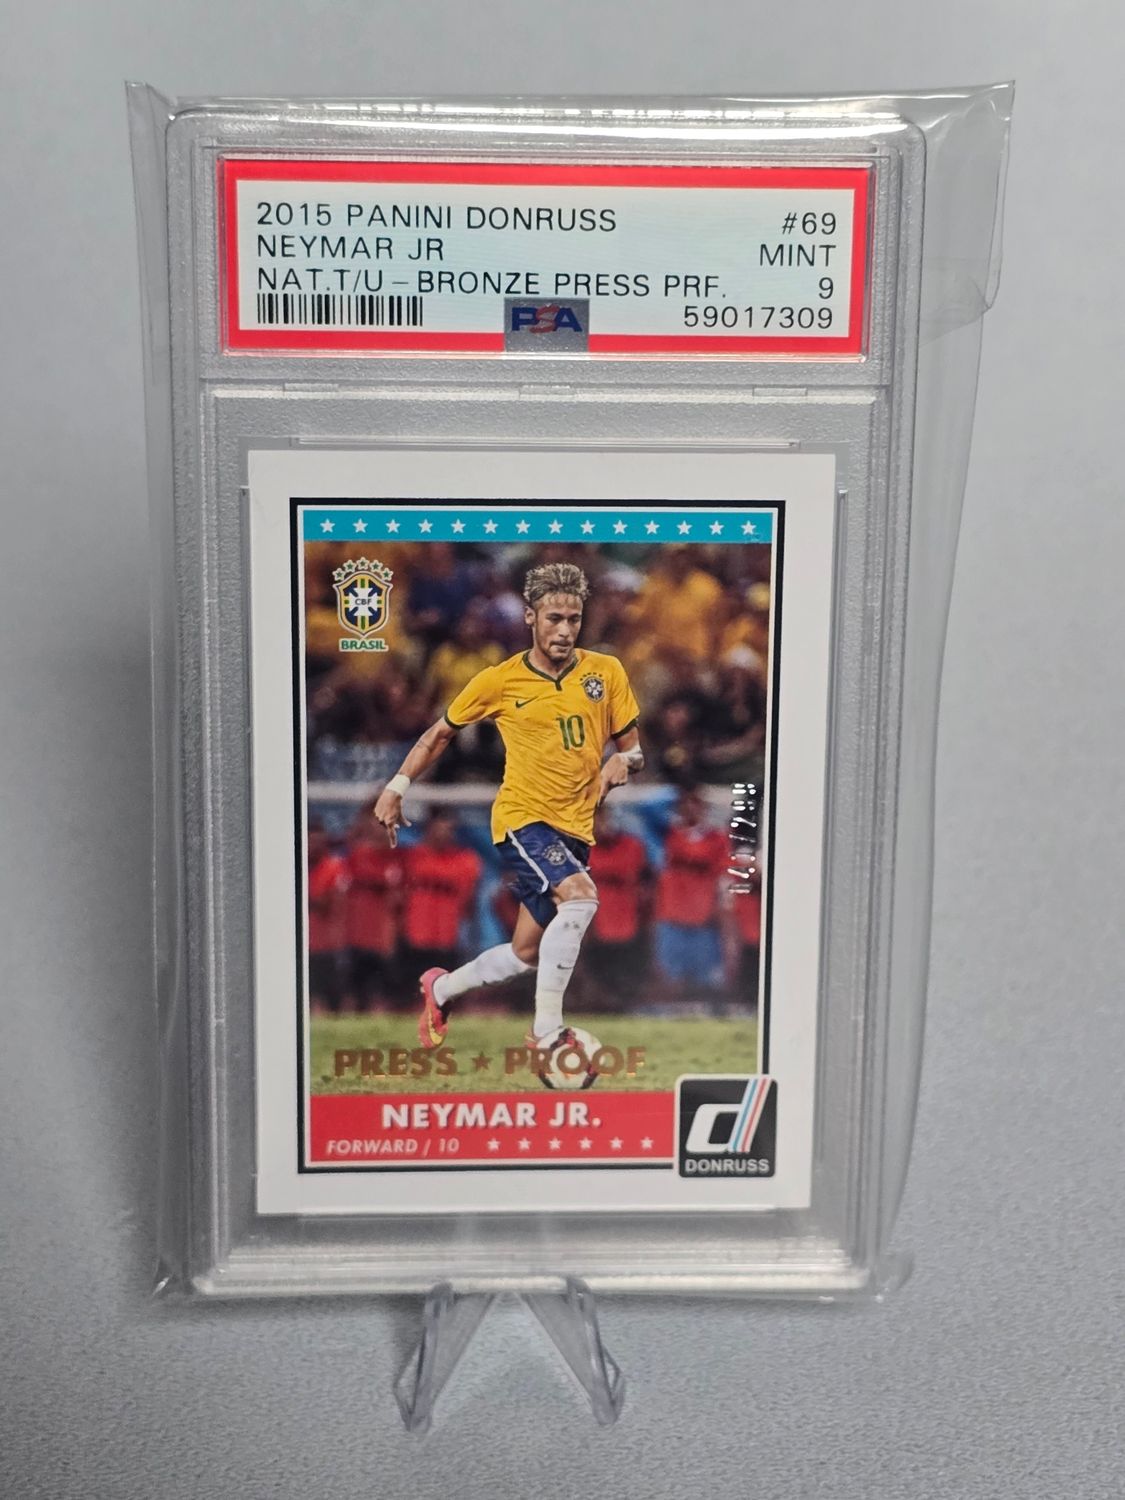 2015 PANINI DONRUSS #69
NEYMAR JR MINT
NAT.T/U - BRONZE PRESS PRF. 9
PSA 59017309
CBF
BRASIL
10
PRESS ★ PROOF
NEYMAR JR.
FORWARD / 10
d
DONRUSS